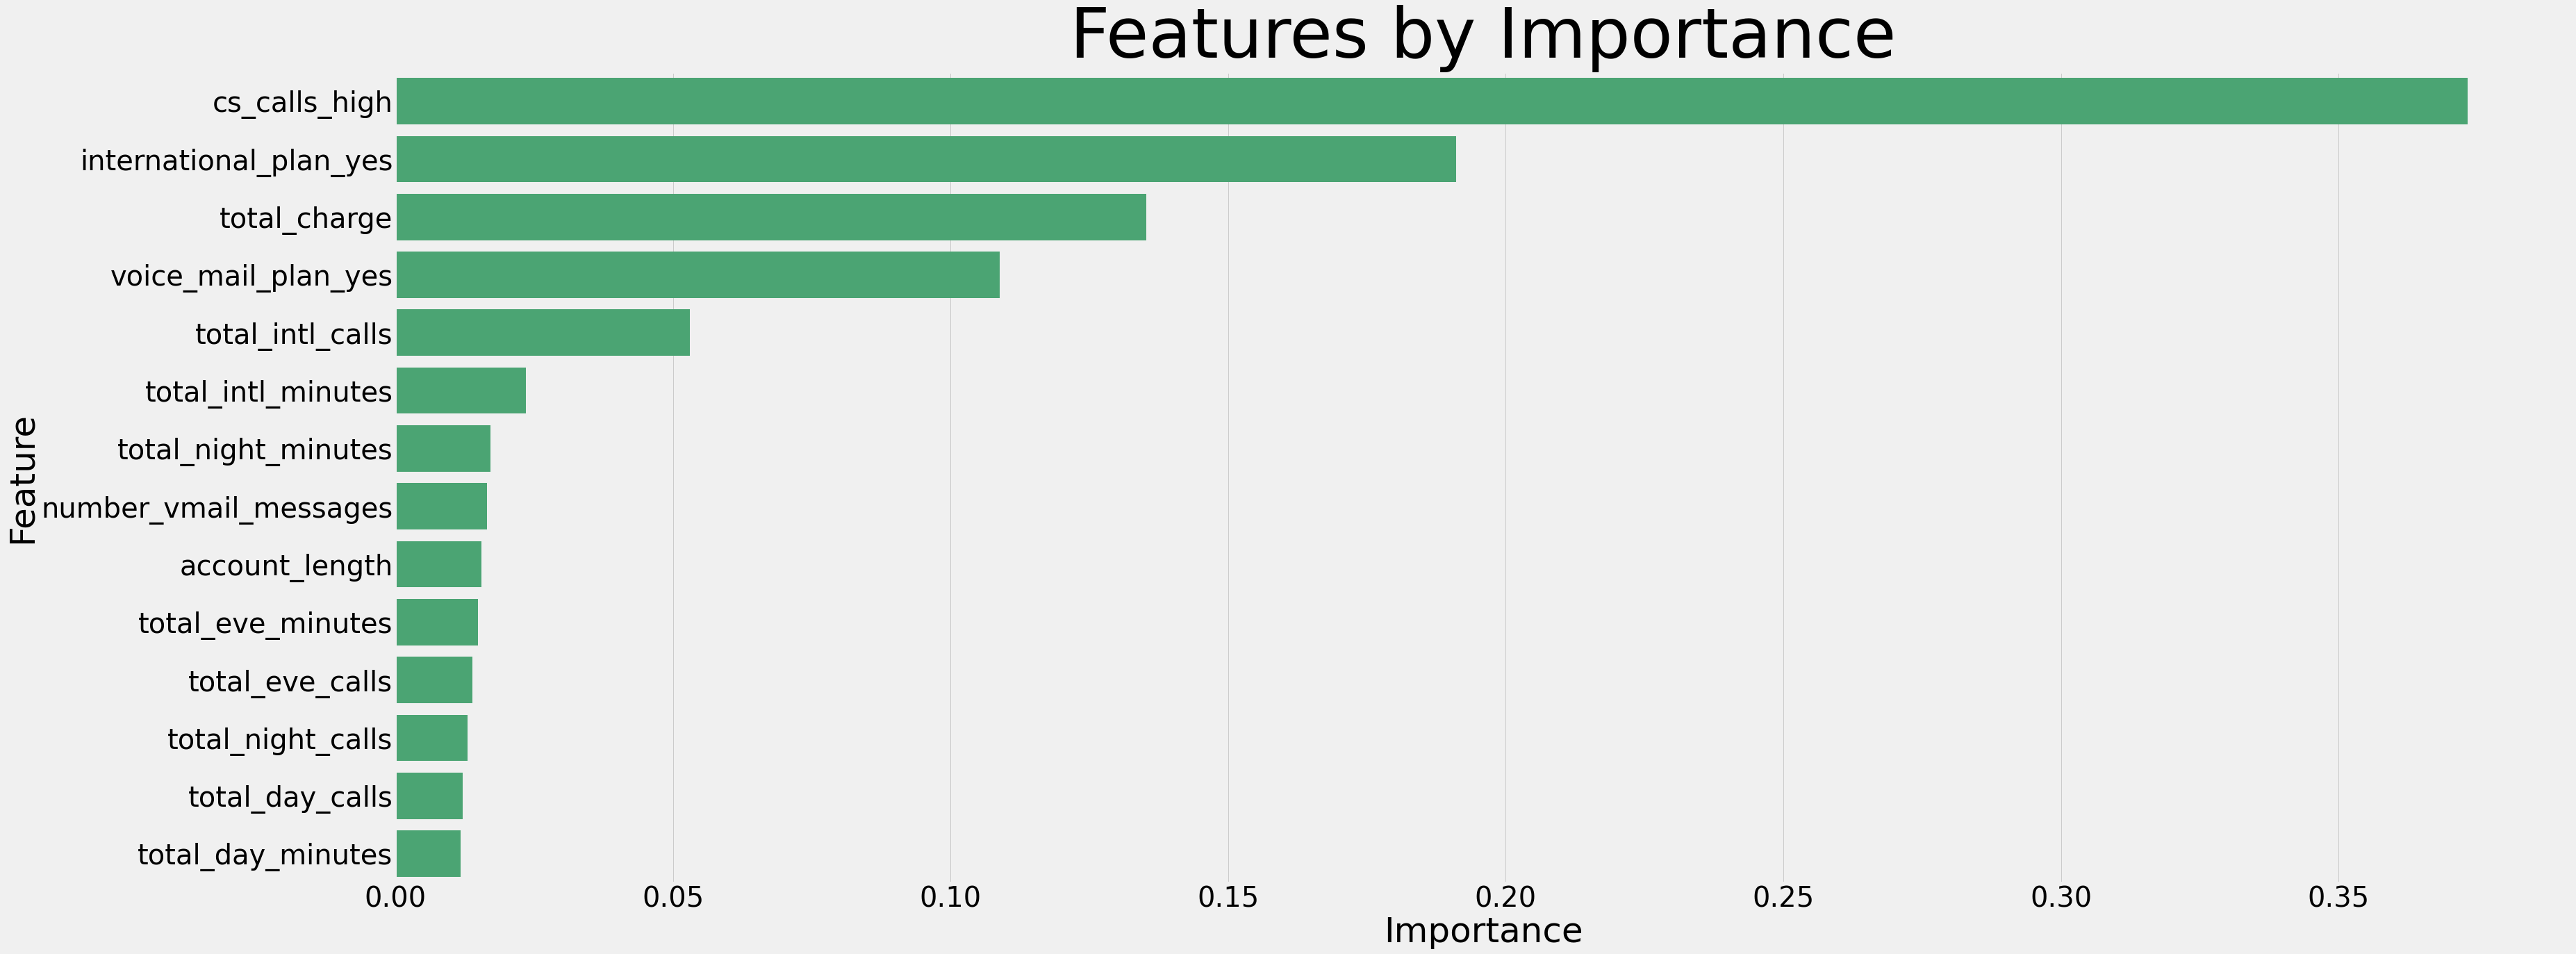 Features by Importance
cs_calls_high
international_plan_yes
total_charge
voice_mail_plan_yes
total_intl_calls
total_intl_minutes
total_night_minutes
number_vmail_messages
account_length
total_eve_minutes
total_eve_calls
total_night_calls
total_day_calls
total_day_minutes
Feature
0.00 0.05 0.10 0.15 0.20 0.25 0.30 0.35
Importance